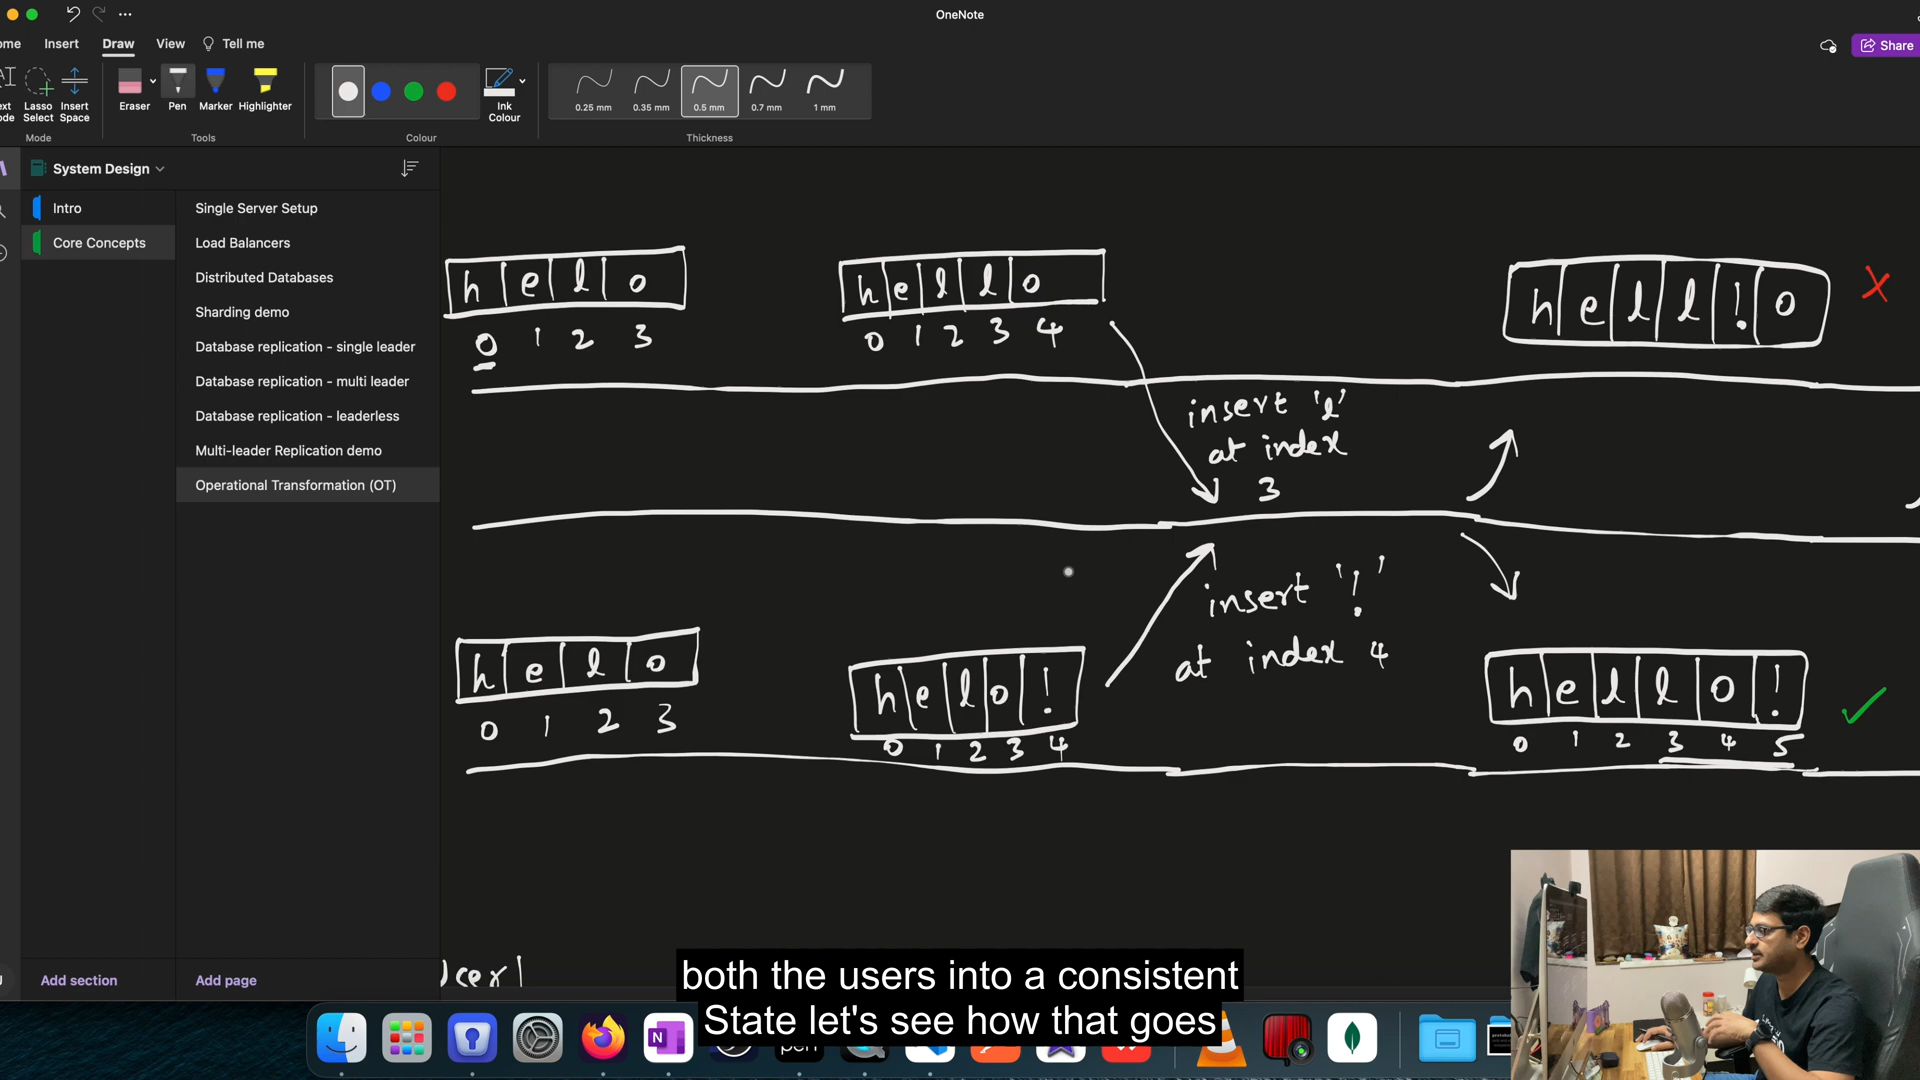 OneNote
ome Insert Draw View Tell me
Share
Eraser Pen Marker Highlighter
Lasso Select
Insert Space
Ink Colour
0.25 mm 0.35 mm 0.5 mm 0.7 mm 1 mm
Mode Tools Colour Thickness
System Design
Intro
Core Concepts
Single Server Setup
Load Balancers
Distributed Databases
Sharding demo
Database replication - single leader
Database replication - multi leader
Database replication - leaderless
Multi-leader Replication demo
Operational Transformation (OT)
Add section
Add page
h e l o
0 1 2 3
h e l l o
0 1 2 3 4
h e l l ! o
insert 'l'
at index
3
insert '!'
at index 4
h e l o
0 1 2 3
h e l o !
0 1 2 3 4
h e l l o !
0 1 2 3 4 5
both the users into a consistent
State let's see how that goes